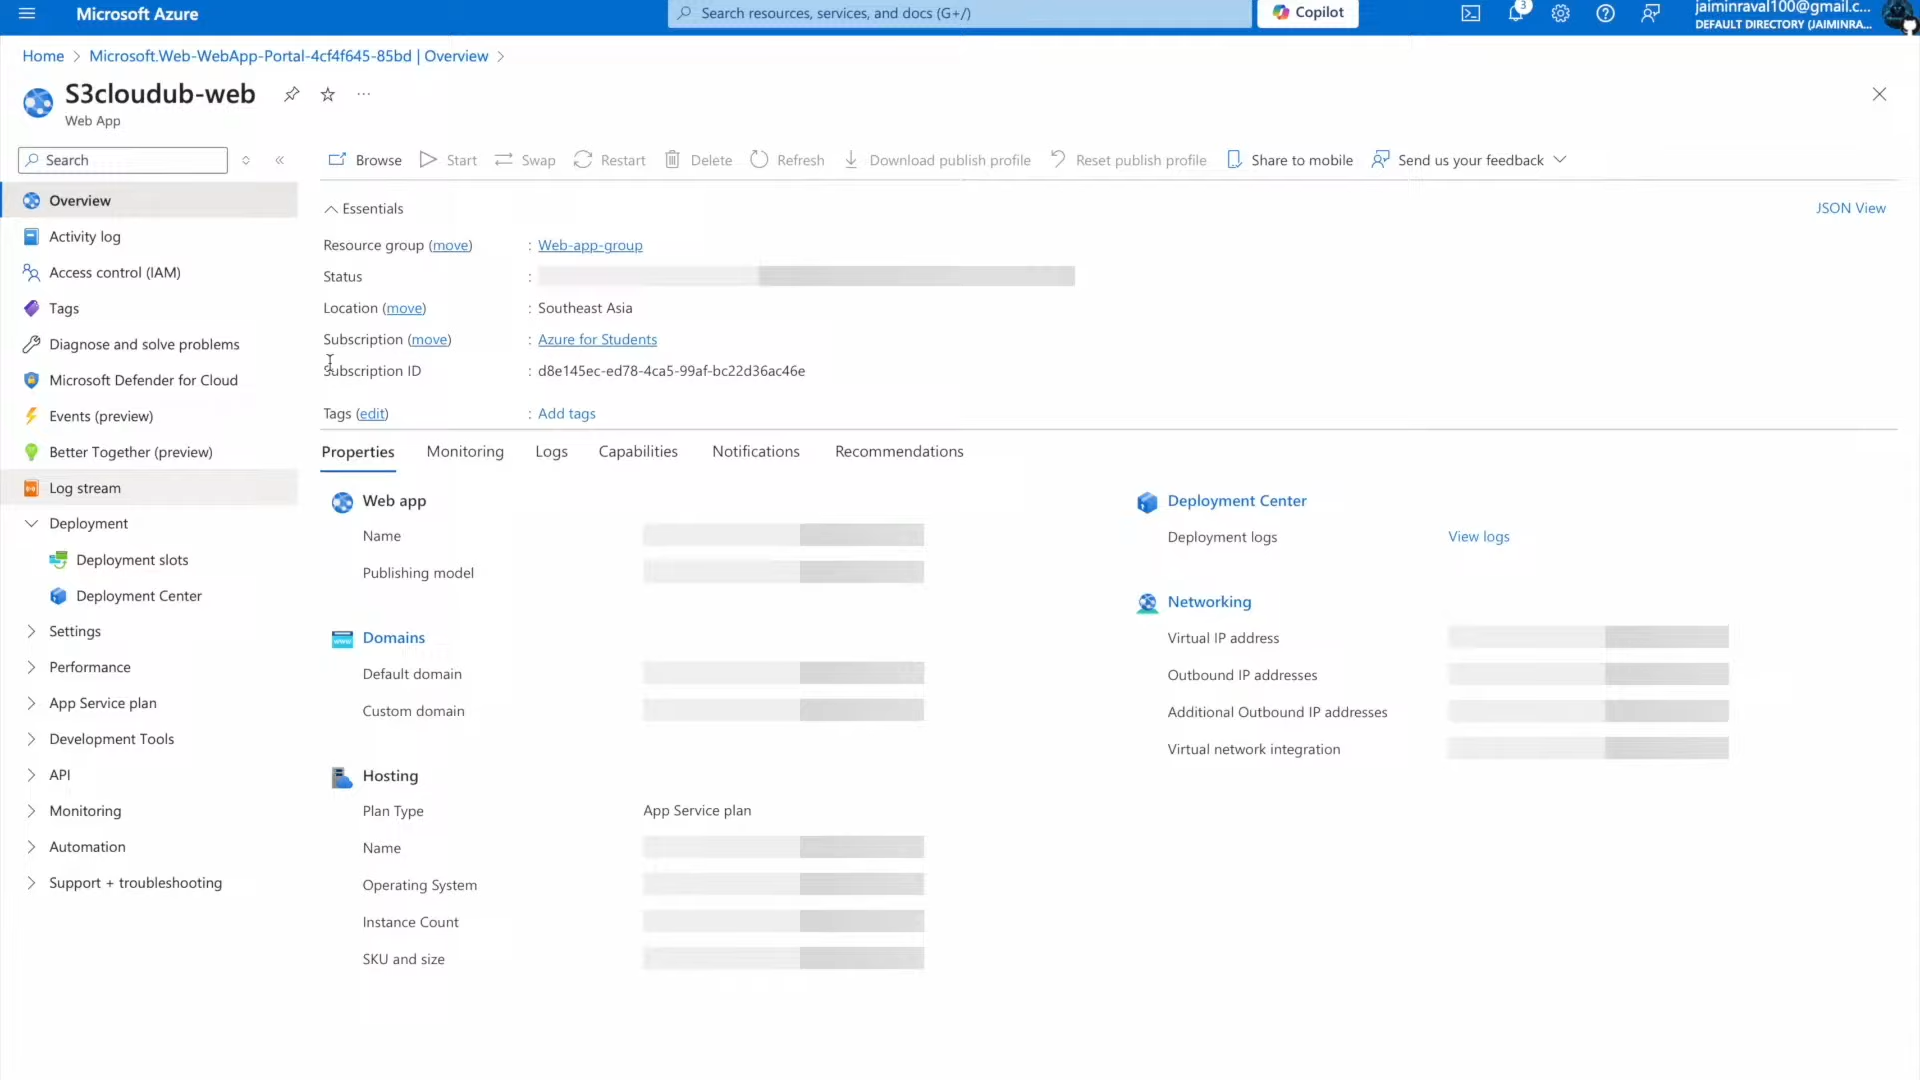 Microsoft Azure
Search resources, services, and docs (G+/)
Copilot
3
jaiminraval100@gmail.c...
DEFAULT DIRECTORY (JAIMINRA...
Home > Microsoft.Web-WebApp-Portal-4cf4f645-85bd | Overview >
S3cloudub-web
Web App
Search
Browse Start Swap Restart Delete Refresh Download publish profile Reset publish profile Share to mobile Send us your feedback
Overview
Activity log
Access control (IAM)
Tags
Diagnose and solve problems
Microsoft Defender for Cloud
Events (preview)
Better Together (preview)
Log stream
Deployment
Deployment slots
Deployment Center
Settings
Performance
App Service plan
Development Tools
API
Monitoring
Automation
Support + troubleshooting
Essentials
JSON View
Resource group (move) : Web-app-group
Status :
Location (move) : Southeast Asia
Subscription (move) : Azure for Students
Subscription ID : d8e145ec-ed78-4ca5-99af-bc22d36ac46e
Tags (edit) : Add tags
Properties Monitoring Logs Capabilities Notifications Recommendations
Web app
Name
Publishing model
Domains
Default domain
Custom domain
Hosting
Plan Type App Service plan
Name
Operating System
Instance Count
SKU and size
Deployment Center
Deployment logs View logs
Networking
Virtual IP address
Outbound IP addresses
Additional Outbound IP addresses
Virtual network integration